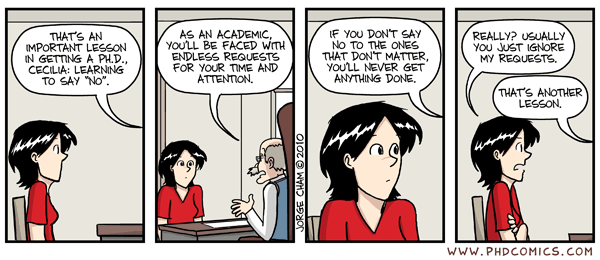 THAT'S AN
IMPORTANT LESSON
IN GETTING A PH.D.,
CECILIA: LEARNING
TO SAY "NO".
AS AN ACADEMIC,
YOU'LL BE FACED WITH
ENDLESS REQUESTS
FOR YOUR TIME AND
ATTENTION.
JORGE CHAM © 2010
IF YOU DON'T SAY
NO TO THE ONES
THAT DON'T MATTER,
YOU'LL NEVER GET
ANYTHING DONE.
REALLY? USUALLY
YOU JUST IGNORE
MY REQUESTS.
THAT'S ANOTHER
LESSON.
WWW.PHDCOMICS.COM